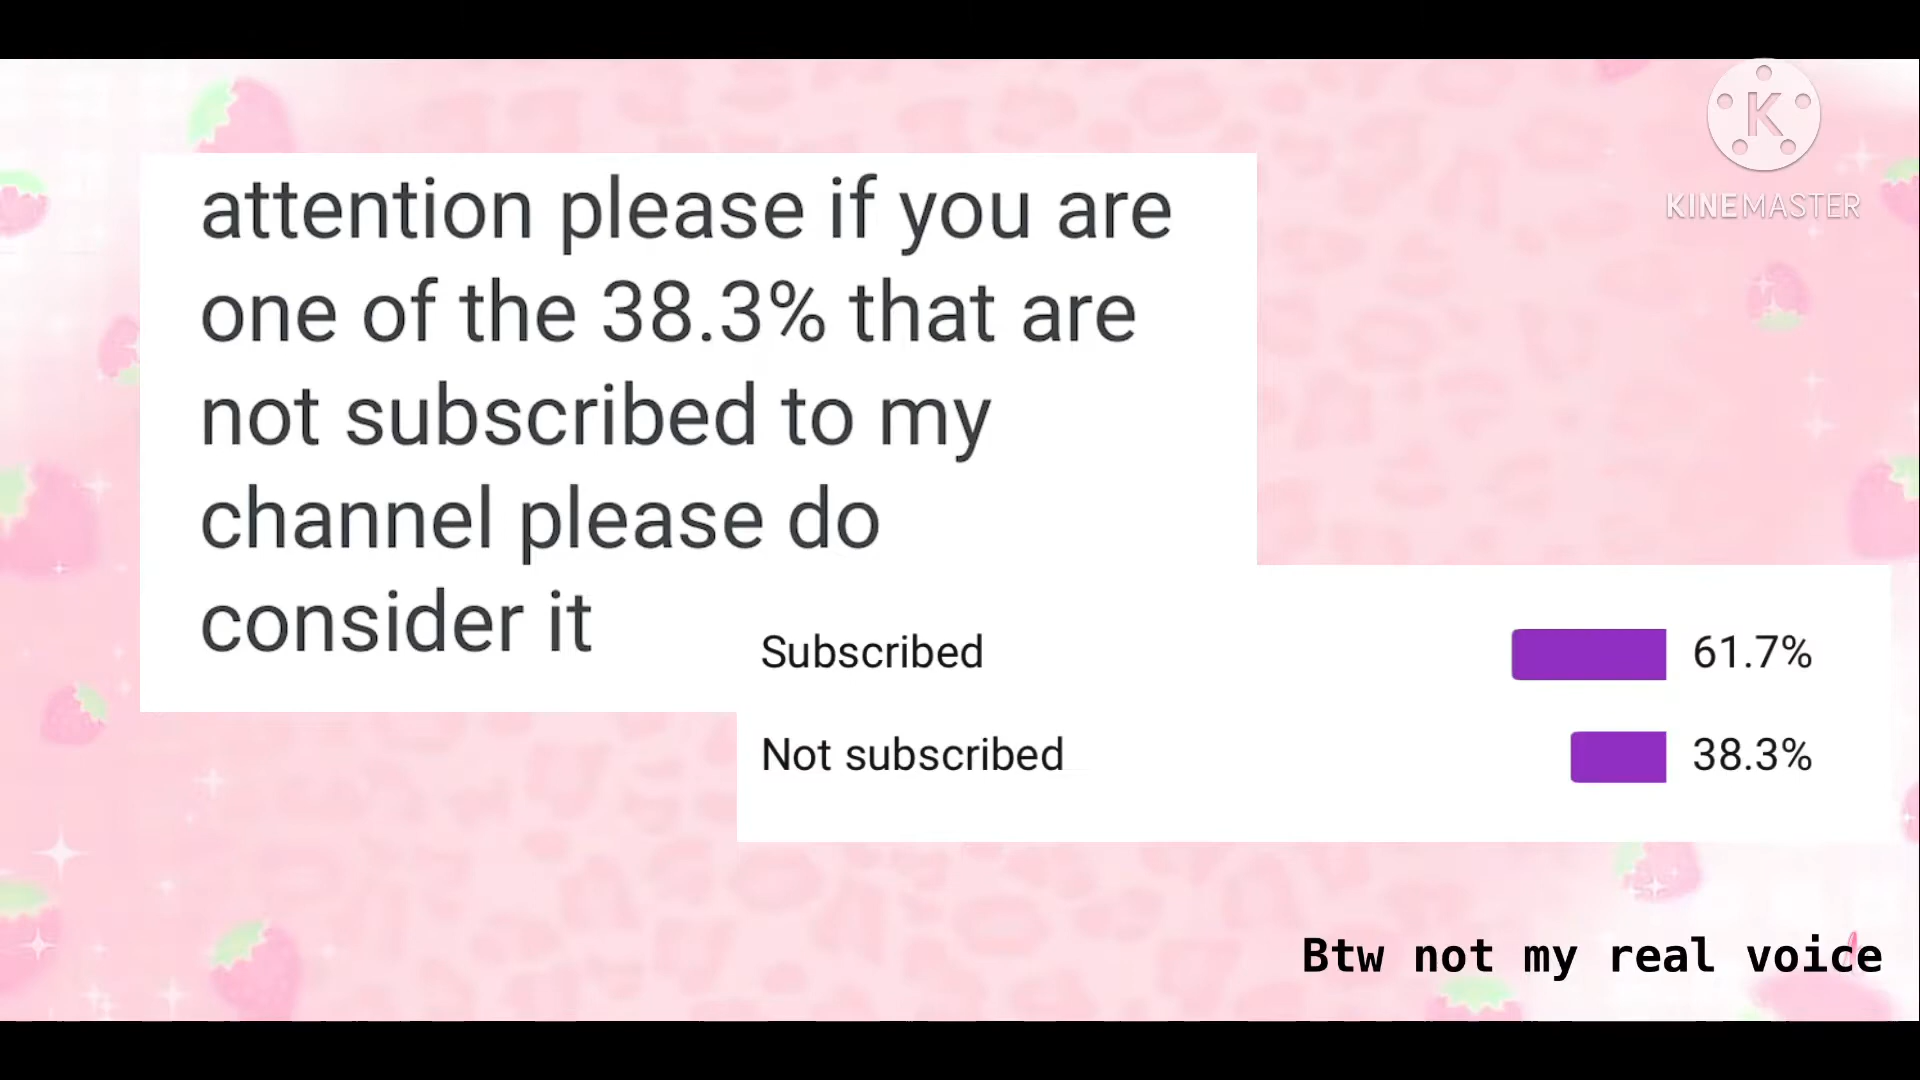 K
KINEMASTER
attention please if you are
one of the 38.3% that are
not subscribed to my
channel please do
consider it
Subscribed 61.7%
Not subscribed 38.3%
Btw not my real voice